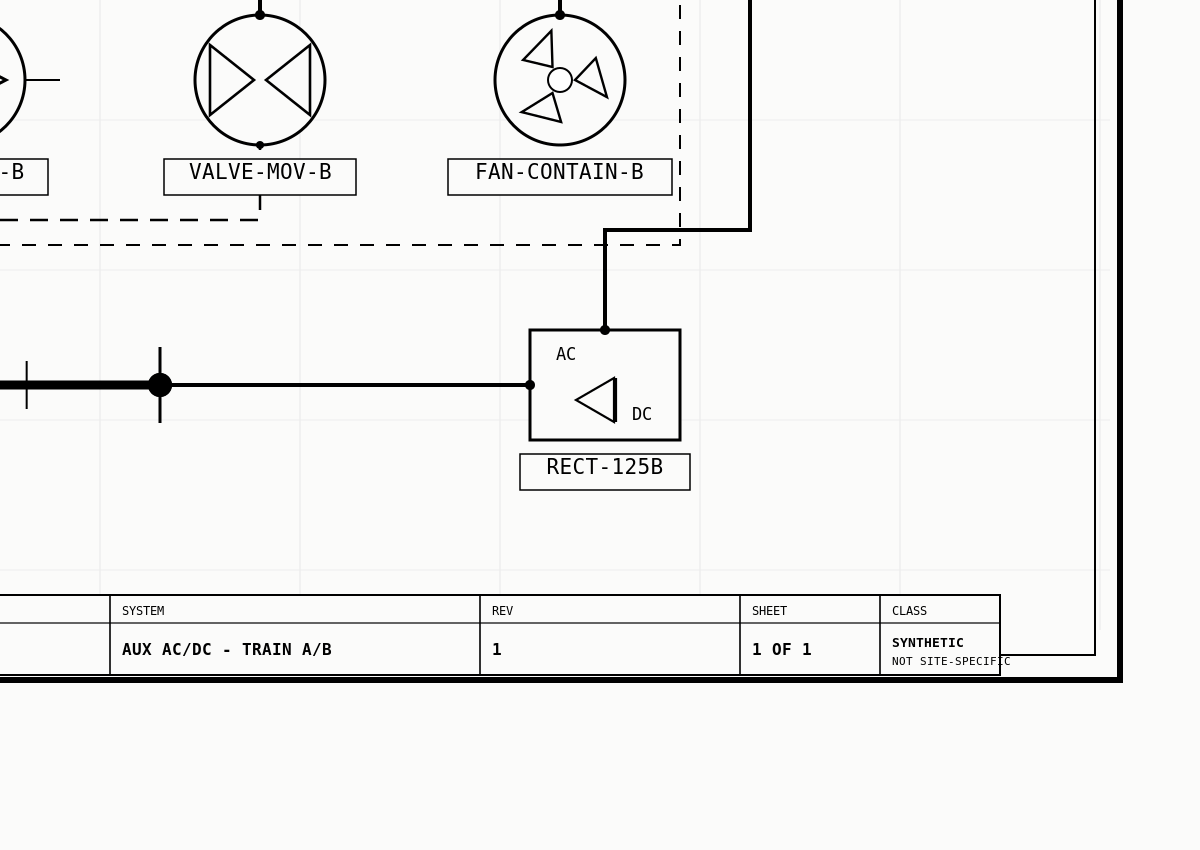 -B
VALVE-MOV-B
FAN-CONTAIN-B
AC
DC
RECT-125B
SYSTEM
REV
SHEET
CLASS
AUX AC/DC - TRAIN A/B
1
1 OF 1
SYNTHETIC
NOT SITE-SPECIFIC